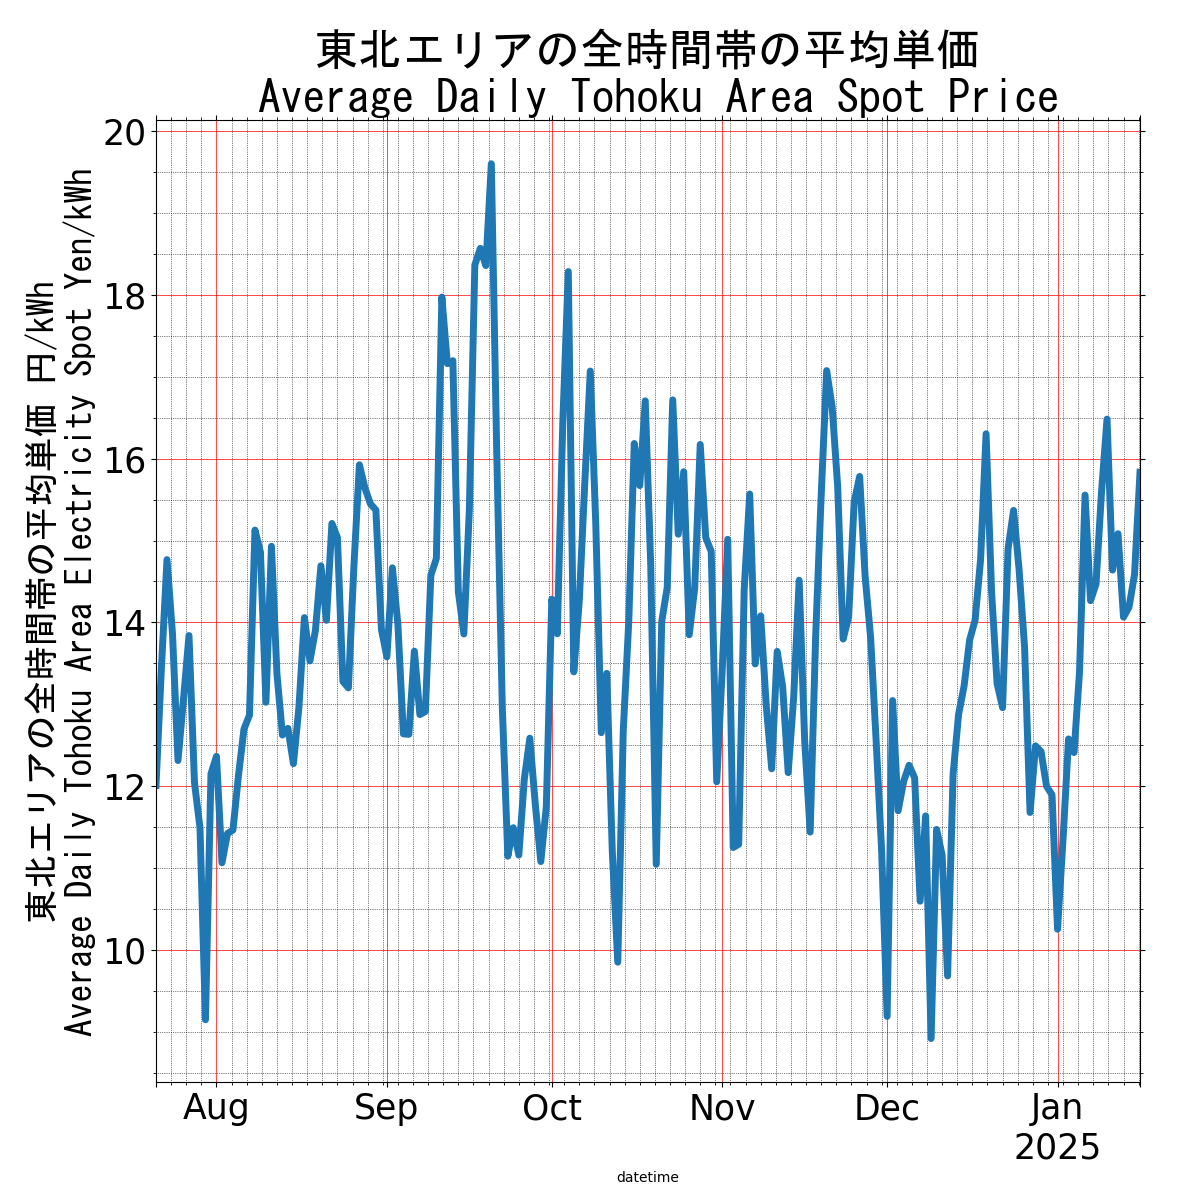 東北エリアの全時間帯の平均単価
Average Daily Tohoku Area Spot Price
東北エリアの全時間帯の平均単価 円/kWh
Average Daily Tohoku Area Electricity Spot Yen/kWh
20
18
16
14
12
10
Aug Sep Oct Nov Dec Jan
2025
datetime